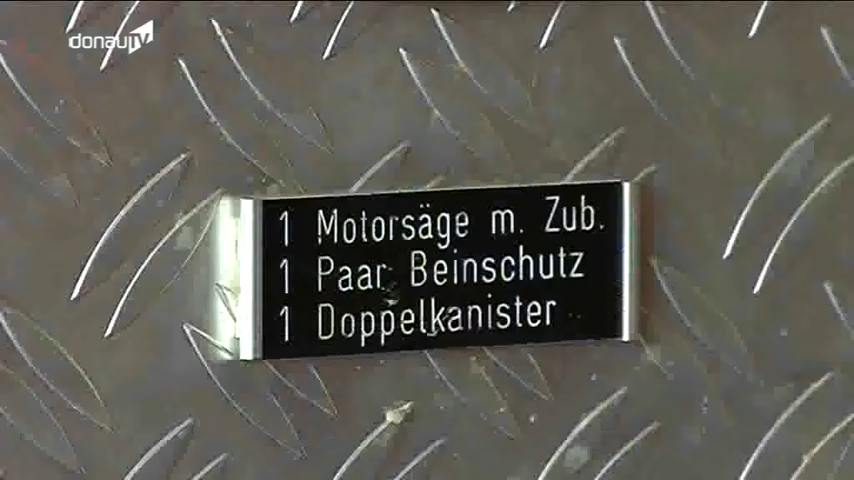 donauTV
1 Motorsäge m. Zub.
1 Paar Beinschutz
1 Doppelkanister